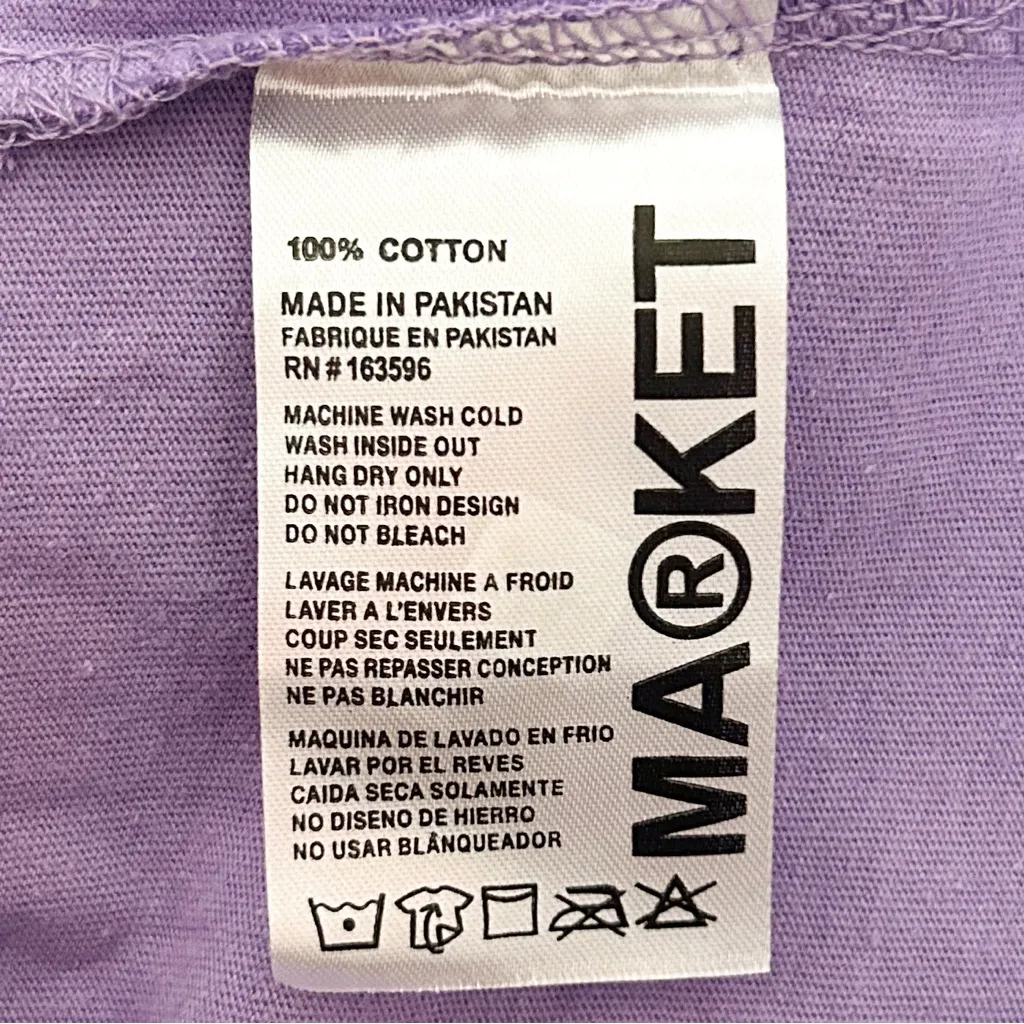 100% COTTON
MADE IN PAKISTAN
FABRIQUE EN PAKISTAN
RN # 163596
MACHINE WASH COLD
WASH INSIDE OUT
HANG DRY ONLY
DO NOT IRON DESIGN
DO NOT BLEACH
LAVAGE MACHINE A FROID
LAVER A L'ENVERS
COUP SEC SEULEMENT
NE PAS REPASSER CONCEPTION
NE PAS BLANCHIR
MAQUINA DE LAVADO EN FRIO
LAVAR POR EL REVES
CAIDA SECA SOLAMENTE
NO DISENO DE HIERRO
NO USAR BLÂNQUEADOR
MA®KET